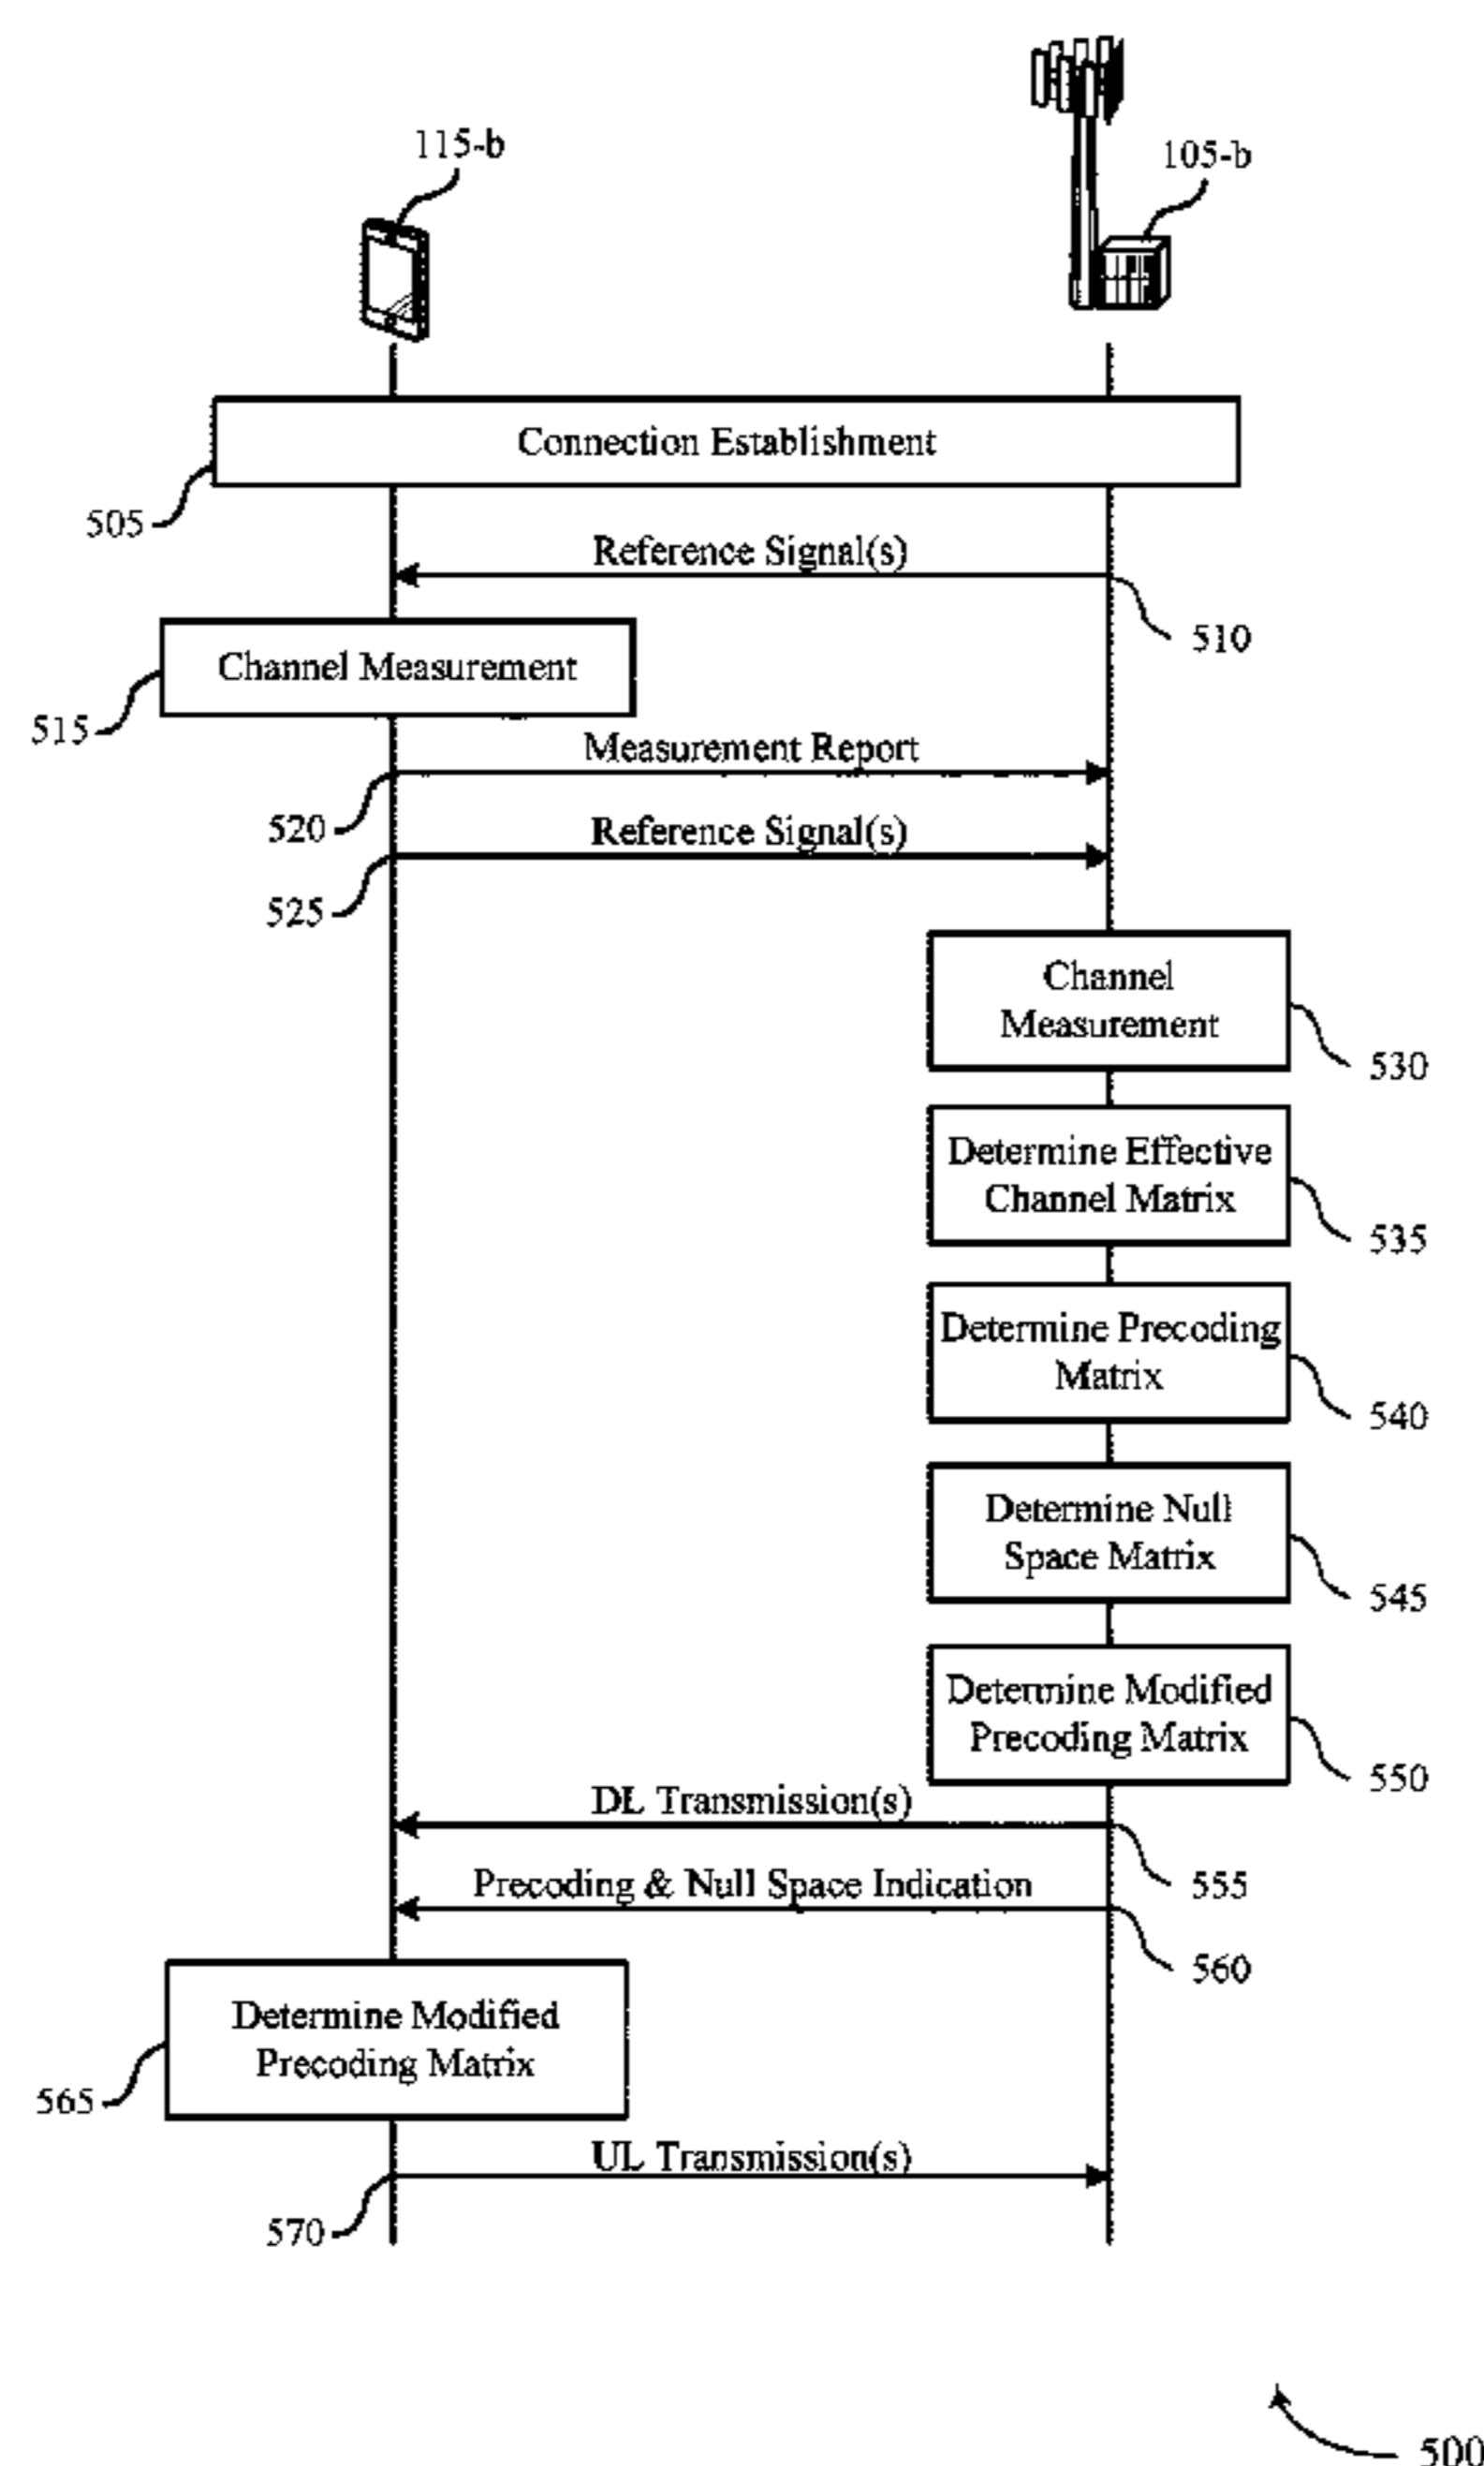 115-b
105-b
Connection Establishment
505
Reference Signal(s)
510
Channel Measurement
515
Measurement Report
520
Reference Signal(s)
525
Channel
Measurement
530
Determine Effective
Channel Matrix
535
Determine Precoding
Matrix
540
Determine Null
Space Matrix
545
Determine Modified
Precoding Matrix
550
DL Transmission(s)
555
Precoding & Null Space Indication
560
Determine Modified
Precoding Matrix
565
UL Transmission(s)
570
500